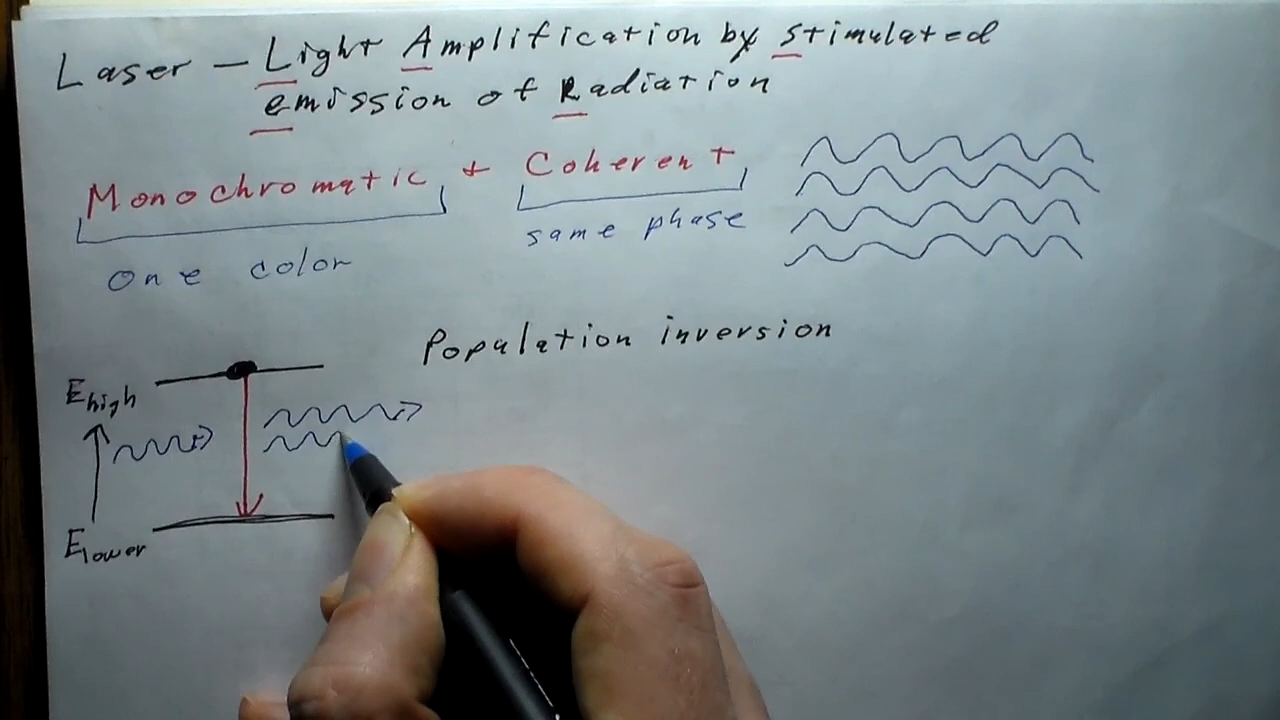 Laser - Light Amplification by Stimulated
emission of Radiation
Monochromatic + Coherent
one color
same phase
Population inversion
Ehigh
Elower